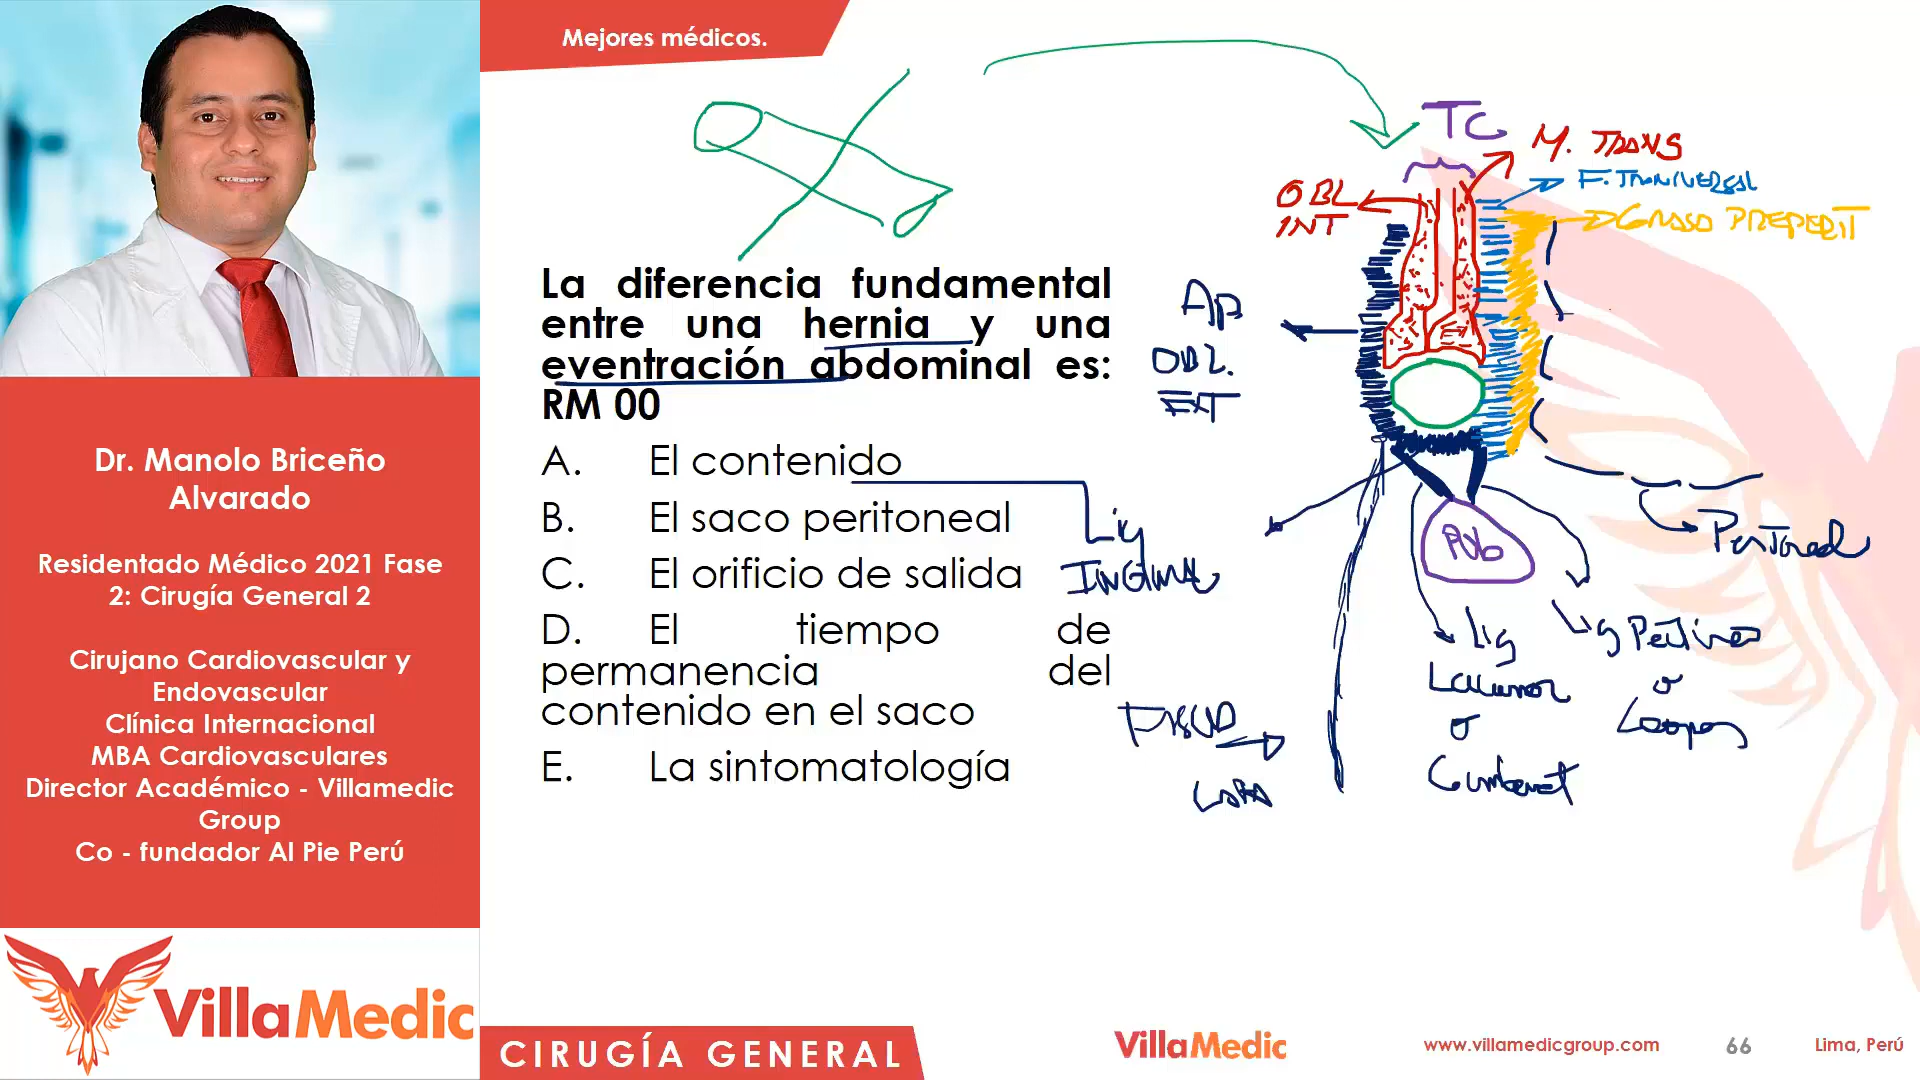 Mejores médicos.
Dr. Manolo Briceño
Alvarado
Residentado Médico 2021 Fase
2: Cirugía General 2
Cirujano Cardiovascular y
Endovascular
Clínica Internacional
MBA Cardiovasculares
Director Académico - Villamedic
Group
Co - fundador Al Pie Perú
VillaMedic
La diferencia fundamental
entre una hernia y una
eventración abdominal es:
RM 00
A. El contenido
B. El saco peritoneal
C. El orificio de salida
D. El tiempo de
permanencia del
contenido en el saco
E. La sintomatología
TC
M. TRANS
F. TRANSVERSAL
OBL
INT
GRASO PREPERIT
AP
OBL.
EXT
Lig
INGUINAL
PUb
Peritoneal
Lig
Lacunar
o
Gimbernat
Lig Pectineo
o
Cooper
CIRUGÍA GENERAL
VillaMedic
www.villamedicgroup.com
66
Lima, Perú